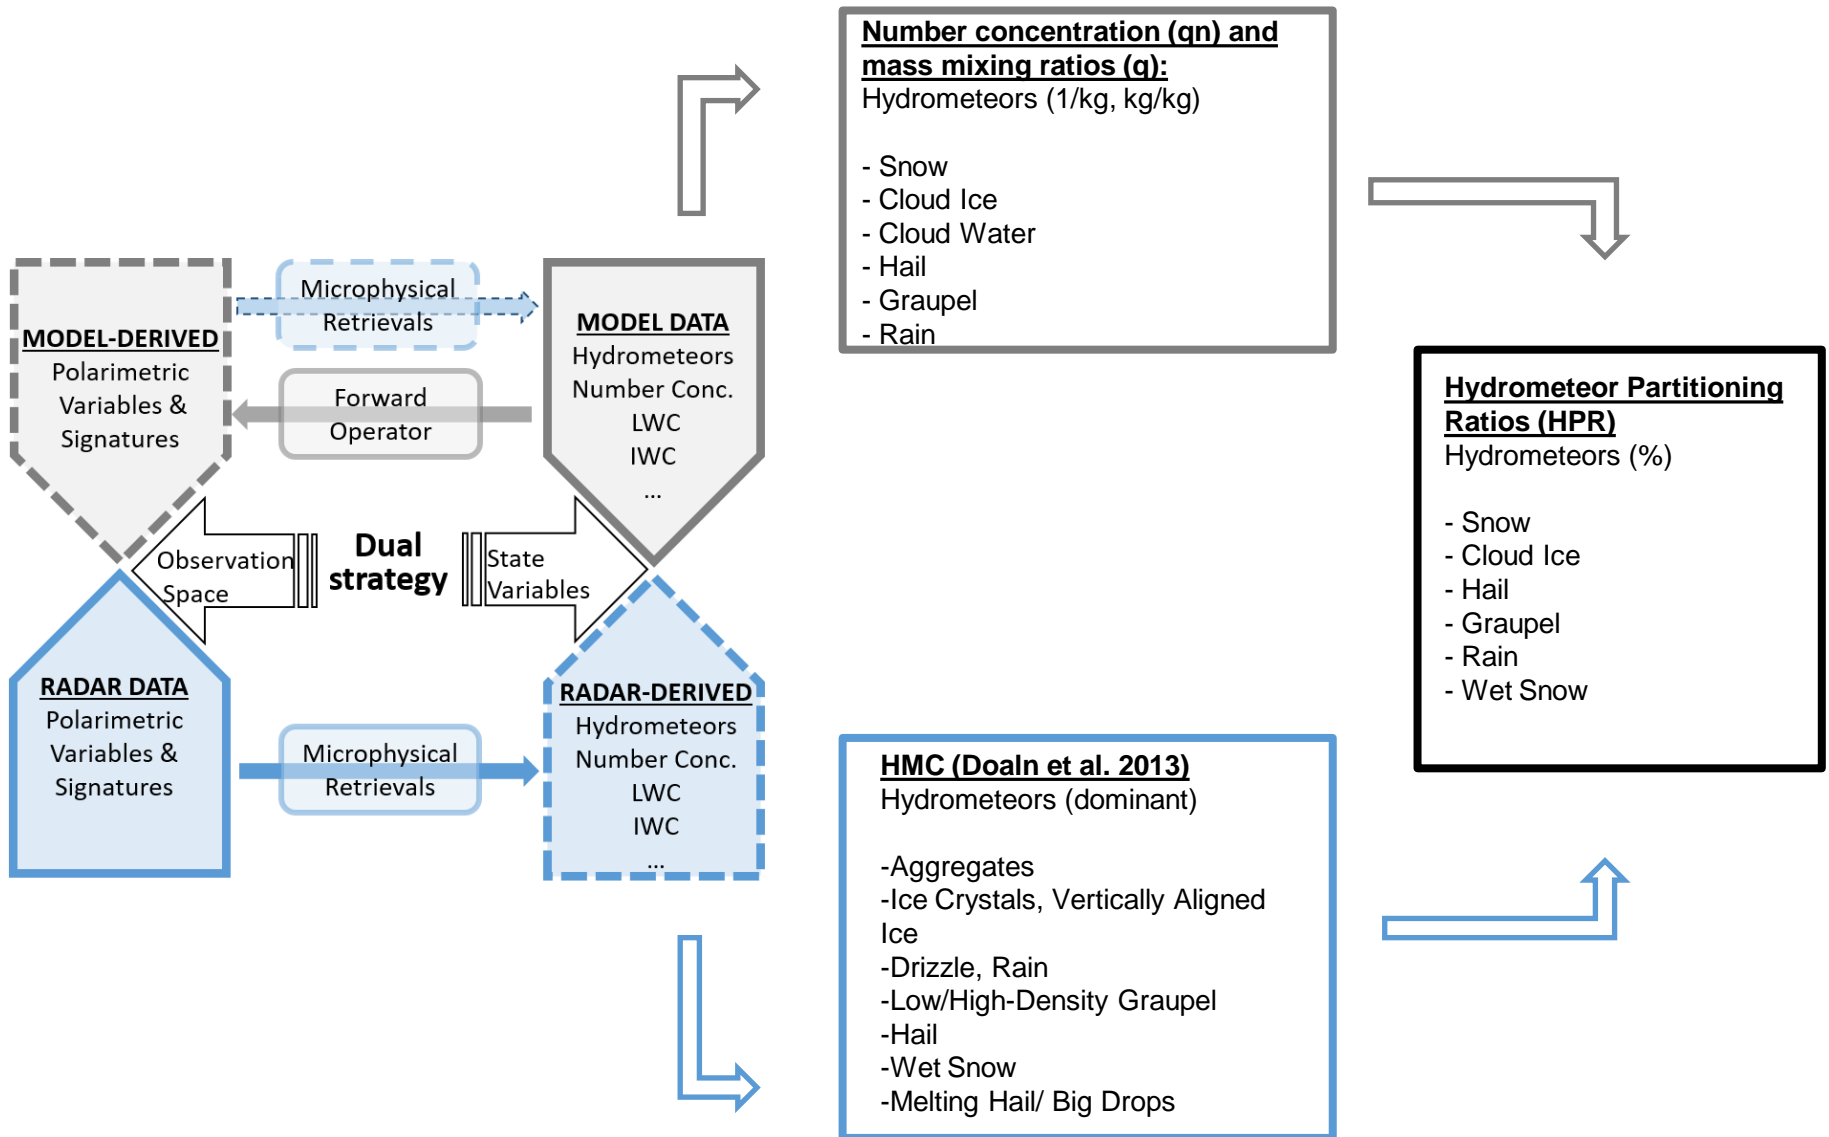 Number concentration (qn) and
mass mixing ratios (q):
Hydrometeors (1/kg, kg/kg)
- Snow
- Cloud Ice
- Cloud Water
- Hail
- Graupel
- Rain
MODEL-DERIVED
Polarimetric
Variables &
Signatures
Microphysical
Retrievals
Forward
Operator
MODEL DATA
Hydrometeors
Number Conc.
LWC
IWC
...
Observation
Space
Dual
strategy
State
Variables
RADAR DATA
Polarimetric
Variables &
Signatures
Microphysical
Retrievals
RADAR-DERIVED
Hydrometeors
Number Conc.
LWC
IWC
...
HMC (Doaln et al. 2013)
Hydrometeors (dominant)
-Aggregates
-Ice Crystals, Vertically Aligned
Ice
-Drizzle, Rain
-Low/High-Density Graupel
-Hail
-Wet Snow
-Melting Hail/ Big Drops
Hydrometeor Partitioning
Ratios (HPR)
Hydrometeors (%)
- Snow
- Cloud Ice
- Hail
- Graupel
- Rain
- Wet Snow